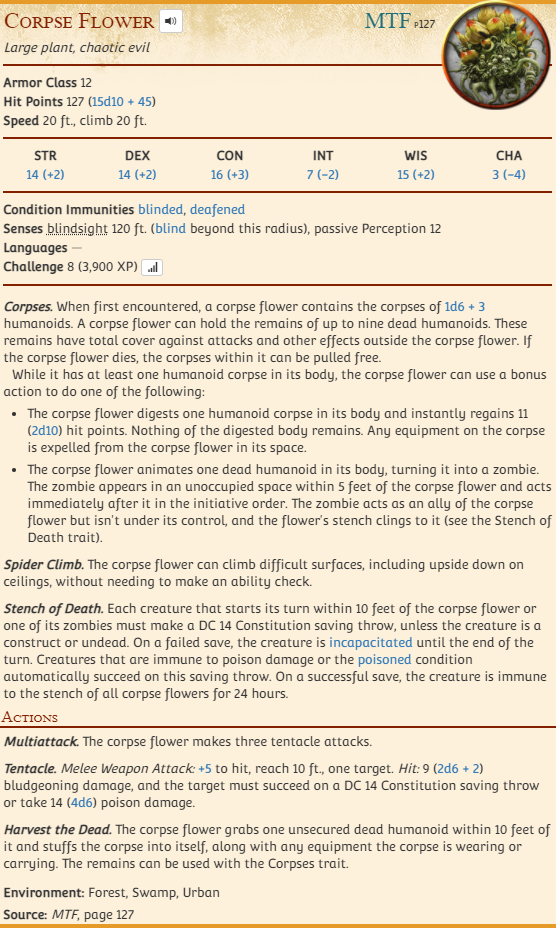 Corpse Flower
MTF p127
Large plant, chaotic evil
Armor Class 12
Hit Points 127 (15d10 + 45)
Speed 20 ft., climb 20 ft.
STR DEX CON INT WIS CHA
14 (+2) 14 (+2) 16 (+3) 7 (−2) 15 (+2) 3 (−4)
Condition Immunities blinded, deafened
Senses blindsight 120 ft. (blind beyond this radius), passive Perception 12
Languages —
Challenge 8 (3,900 XP)
Corpses. When first encountered, a corpse flower contains the corpses of 1d6 + 3
humanoids. A corpse flower can hold the remains of up to nine dead humanoids. These
remains have total cover against attacks and other effects outside the corpse flower. If
the corpse flower dies, the corpses within it can be pulled free.
While it has at least one humanoid corpse in its body, the corpse flower can use a bonus
action to do one of the following:
• The corpse flower digests one humanoid corpse in its body and instantly regains 11
(2d10) hit points. Nothing of the digested body remains. Any equipment on the corpse
is expelled from the corpse flower in its space.
• The corpse flower animates one dead humanoid in its body, turning it into a zombie.
The zombie appears in an unoccupied space within 5 feet of the corpse flower and acts
immediately after it in the initiative order. The zombie acts as an ally of the corpse
flower but isn't under its control, and the flower's stench clings to it (see the Stench of
Death trait).
Spider Climb. The corpse flower can climb difficult surfaces, including upside down on
ceilings, without needing to make an ability check.
Stench of Death. Each creature that starts its turn within 10 feet of the corpse flower or
one of its zombies must make a DC 14 Constitution saving throw, unless the creature is a
construct or undead. On a failed save, the creature is incapacitated until the end of the
turn. Creatures that are immune to poison damage or the poisoned condition
automatically succeed on this saving throw. On a successful save, the creature is immune
to the stench of all corpse flowers for 24 hours.
Actions
Multiattack. The corpse flower makes three tentacle attacks.
Tentacle. Melee Weapon Attack: +5 to hit, reach 10 ft., one target. Hit: 9 (2d6 + 2)
bludgeoning damage, and the target must succeed on a DC 14 Constitution saving throw
or take 14 (4d6) poison damage.
Harvest the Dead. The corpse flower grabs one unsecured dead humanoid within 10 feet of
it and stuffs the corpse into itself, along with any equipment the corpse is wearing or
carrying. The remains can be used with the Corpses trait.
Environment: Forest, Swamp, Urban
Source: MTF, page 127